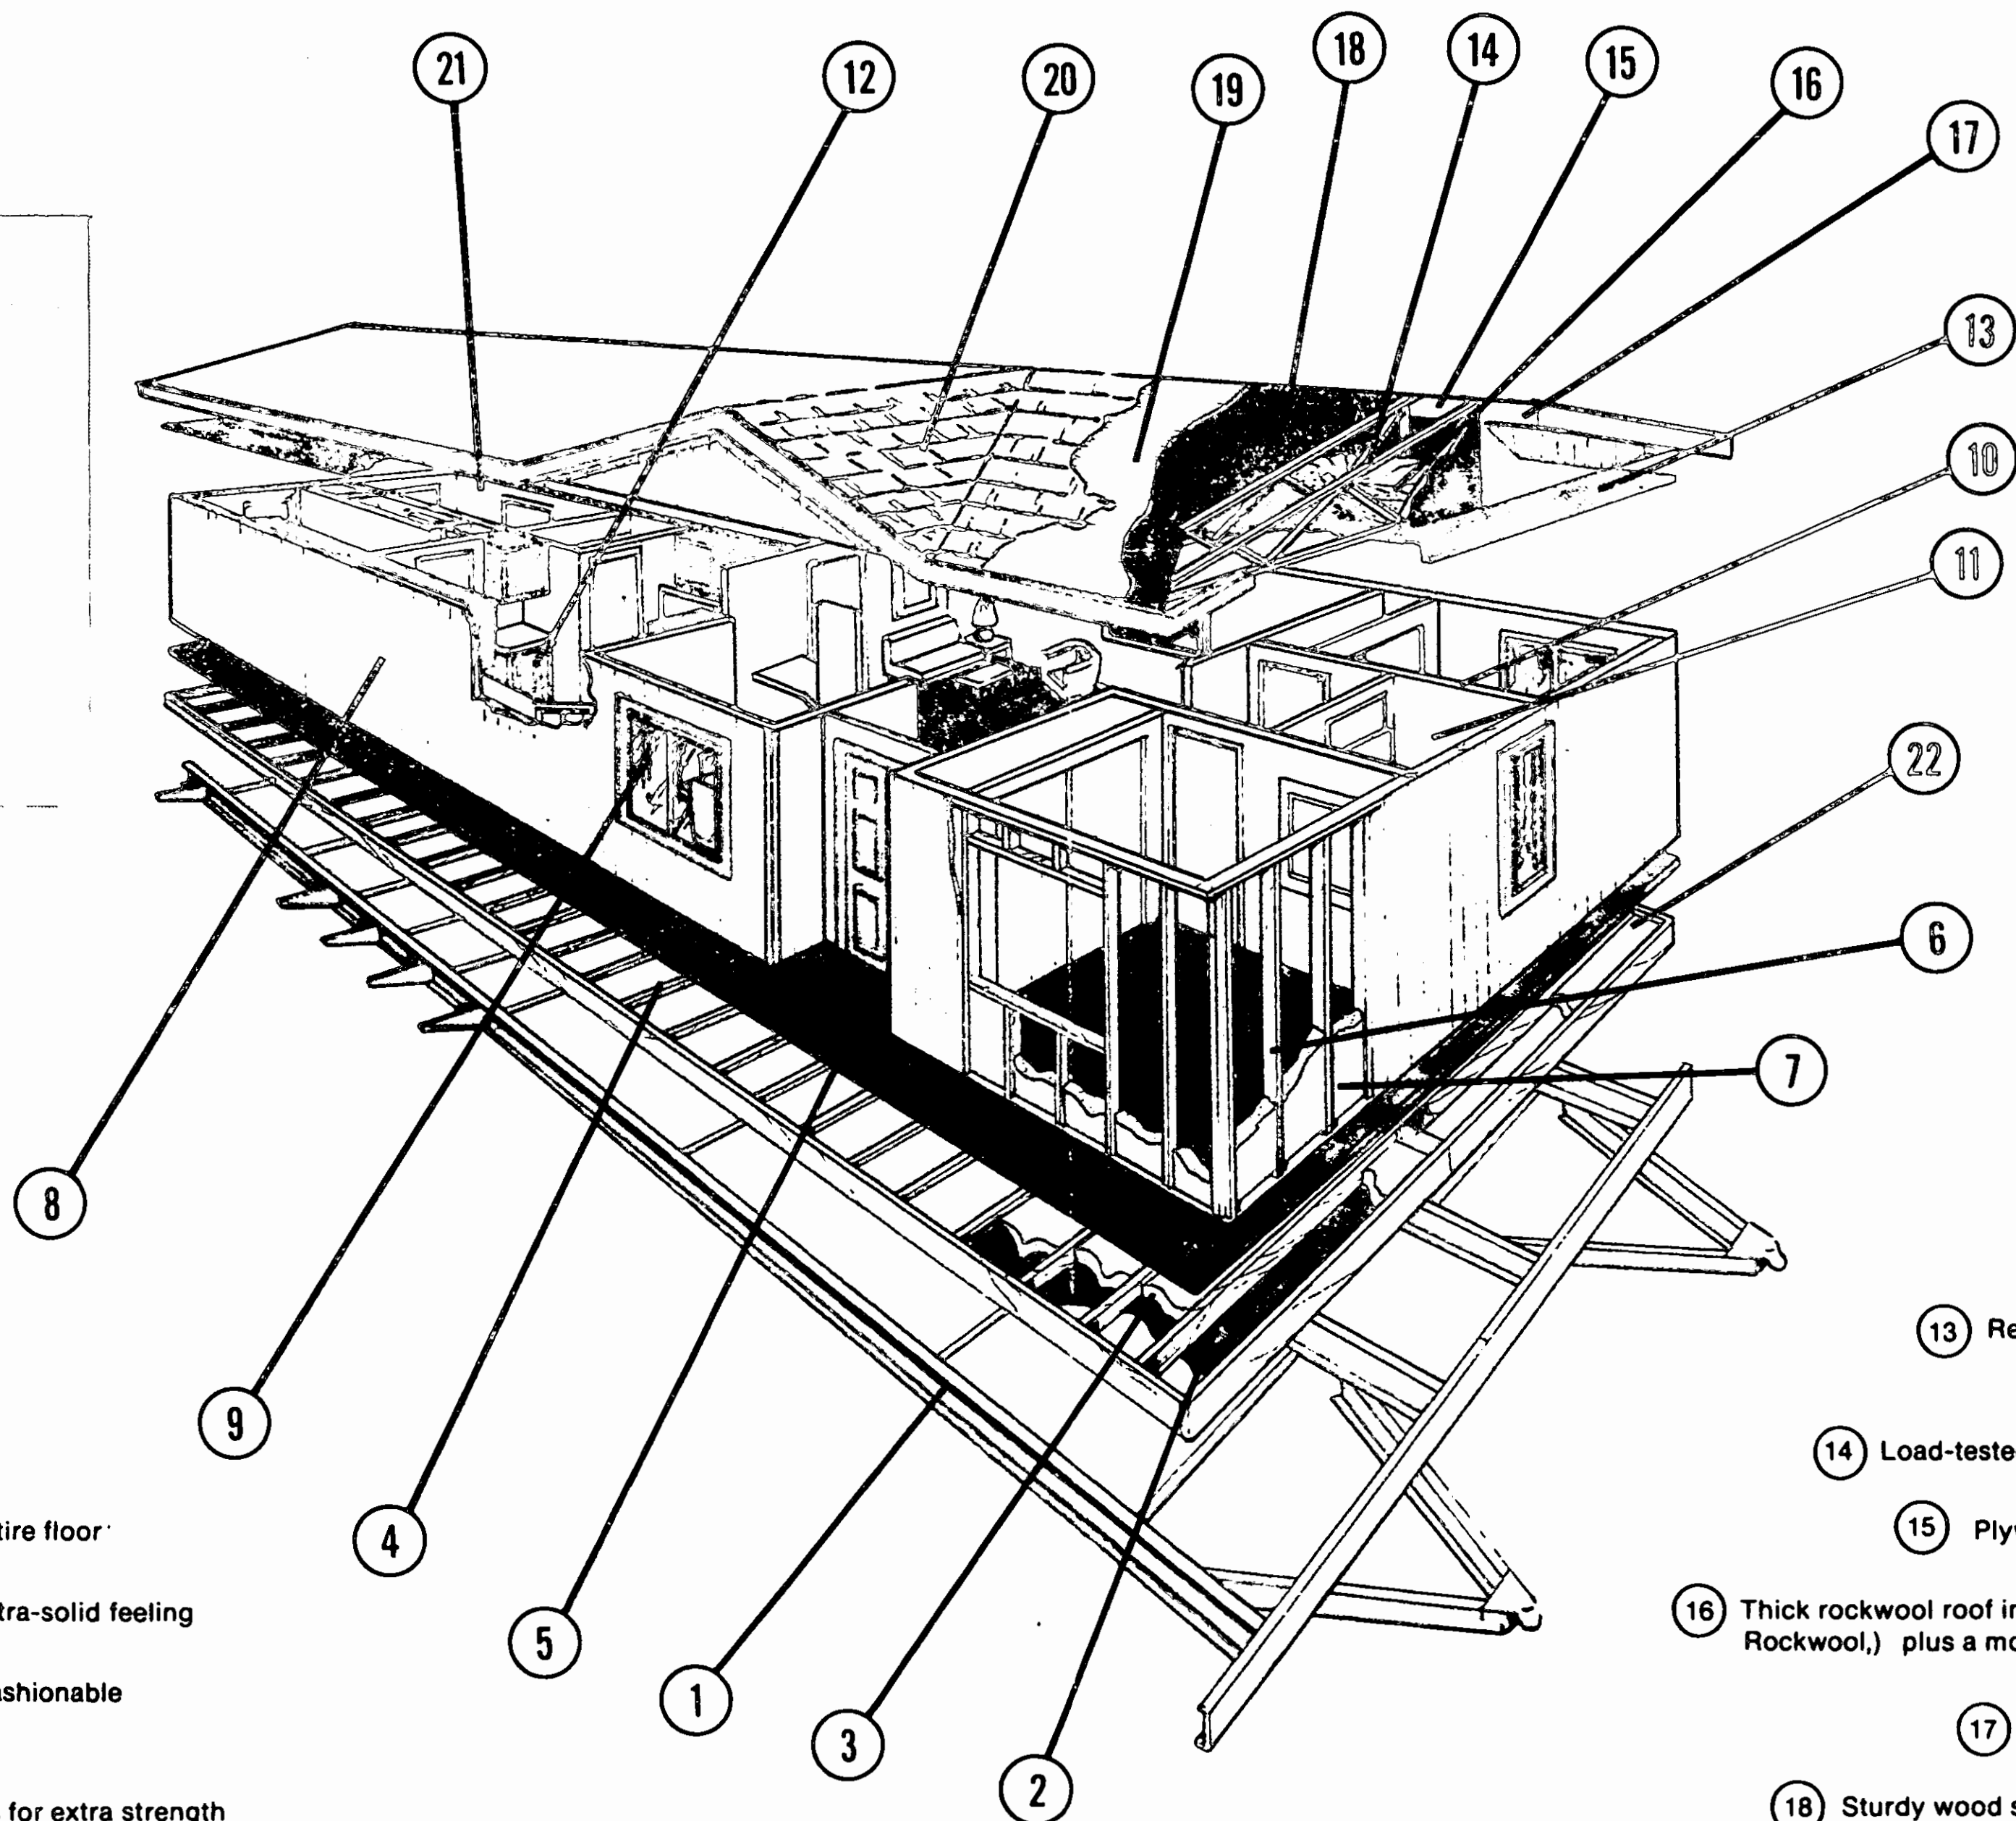 21
12
20
19
18
14
15
16
17
13
10
11
22
6
7
8
9
4
5
1
3
2
tire floor
tra-solid feeling
ashionable
for extra strength
13 Re
14 Load-teste
15 Ply
16 Thick rockwool roof in
Rockwool,) plus a mo
17
18 Sturdy wood s